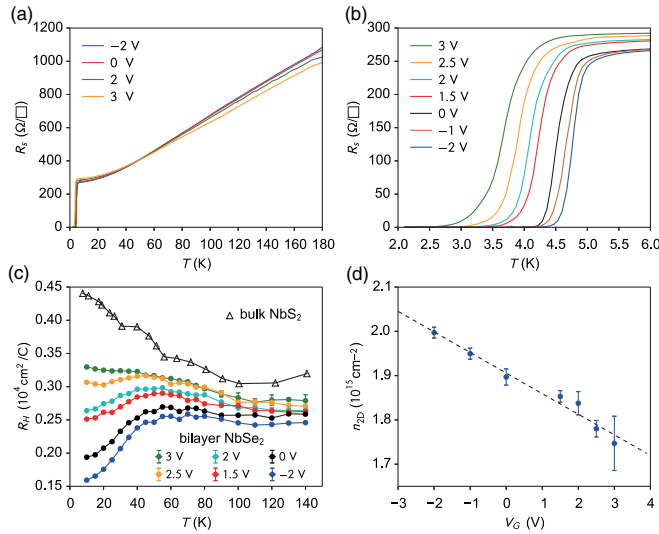 (a)
1200
1000
800
600
400
200
0
R_s (Ω/□)
−2 V
0 V
2 V
3 V
0 20 40 60 80 100 120 140 160 180
T (K)
(b)
300
250
200
150
100
50
0
R_s (Ω/□)
3 V
2.5 V
2 V
1.5 V
0 V
−1 V
−2 V
2.0 2.5 3.0 3.5 4.0 4.5 5.0 5.5 6.0
T (K)
(c)
0.45
0.40
0.35
0.30
0.25
0.20
0.15
R_H (10⁴ cm² /C)
bulk NbS₂
bilayer NbSe₂
3 V 2 V 0 V
2.5 V 1.5 V −2 V
0 20 40 60 80 100 120 140
T (K)
(d)
2.1
2.0
1.9
1.8
1.7
n_2D (10¹⁵ cm⁻²)
−3 −2 −1 0 1 2 3 4
V_G (V)